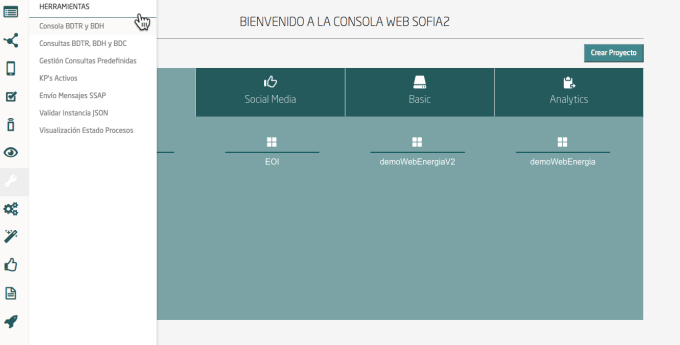 HERRAMIENTAS
Consola BDTR y BDH
Consultas BDTR, BDH y BDC
Gestión Consultas Predefinidas
KP's Activos
Envío Mensajes SSAP
Validar Instancia JSON
Visualización Estado Procesos
BIENVENIDO A LA CONSOLA WEB SOFIA2
Crear Proyecto
Social Media
Basic
Analytics
EOI
demoWebEnergiaV2
demoWebEnergia